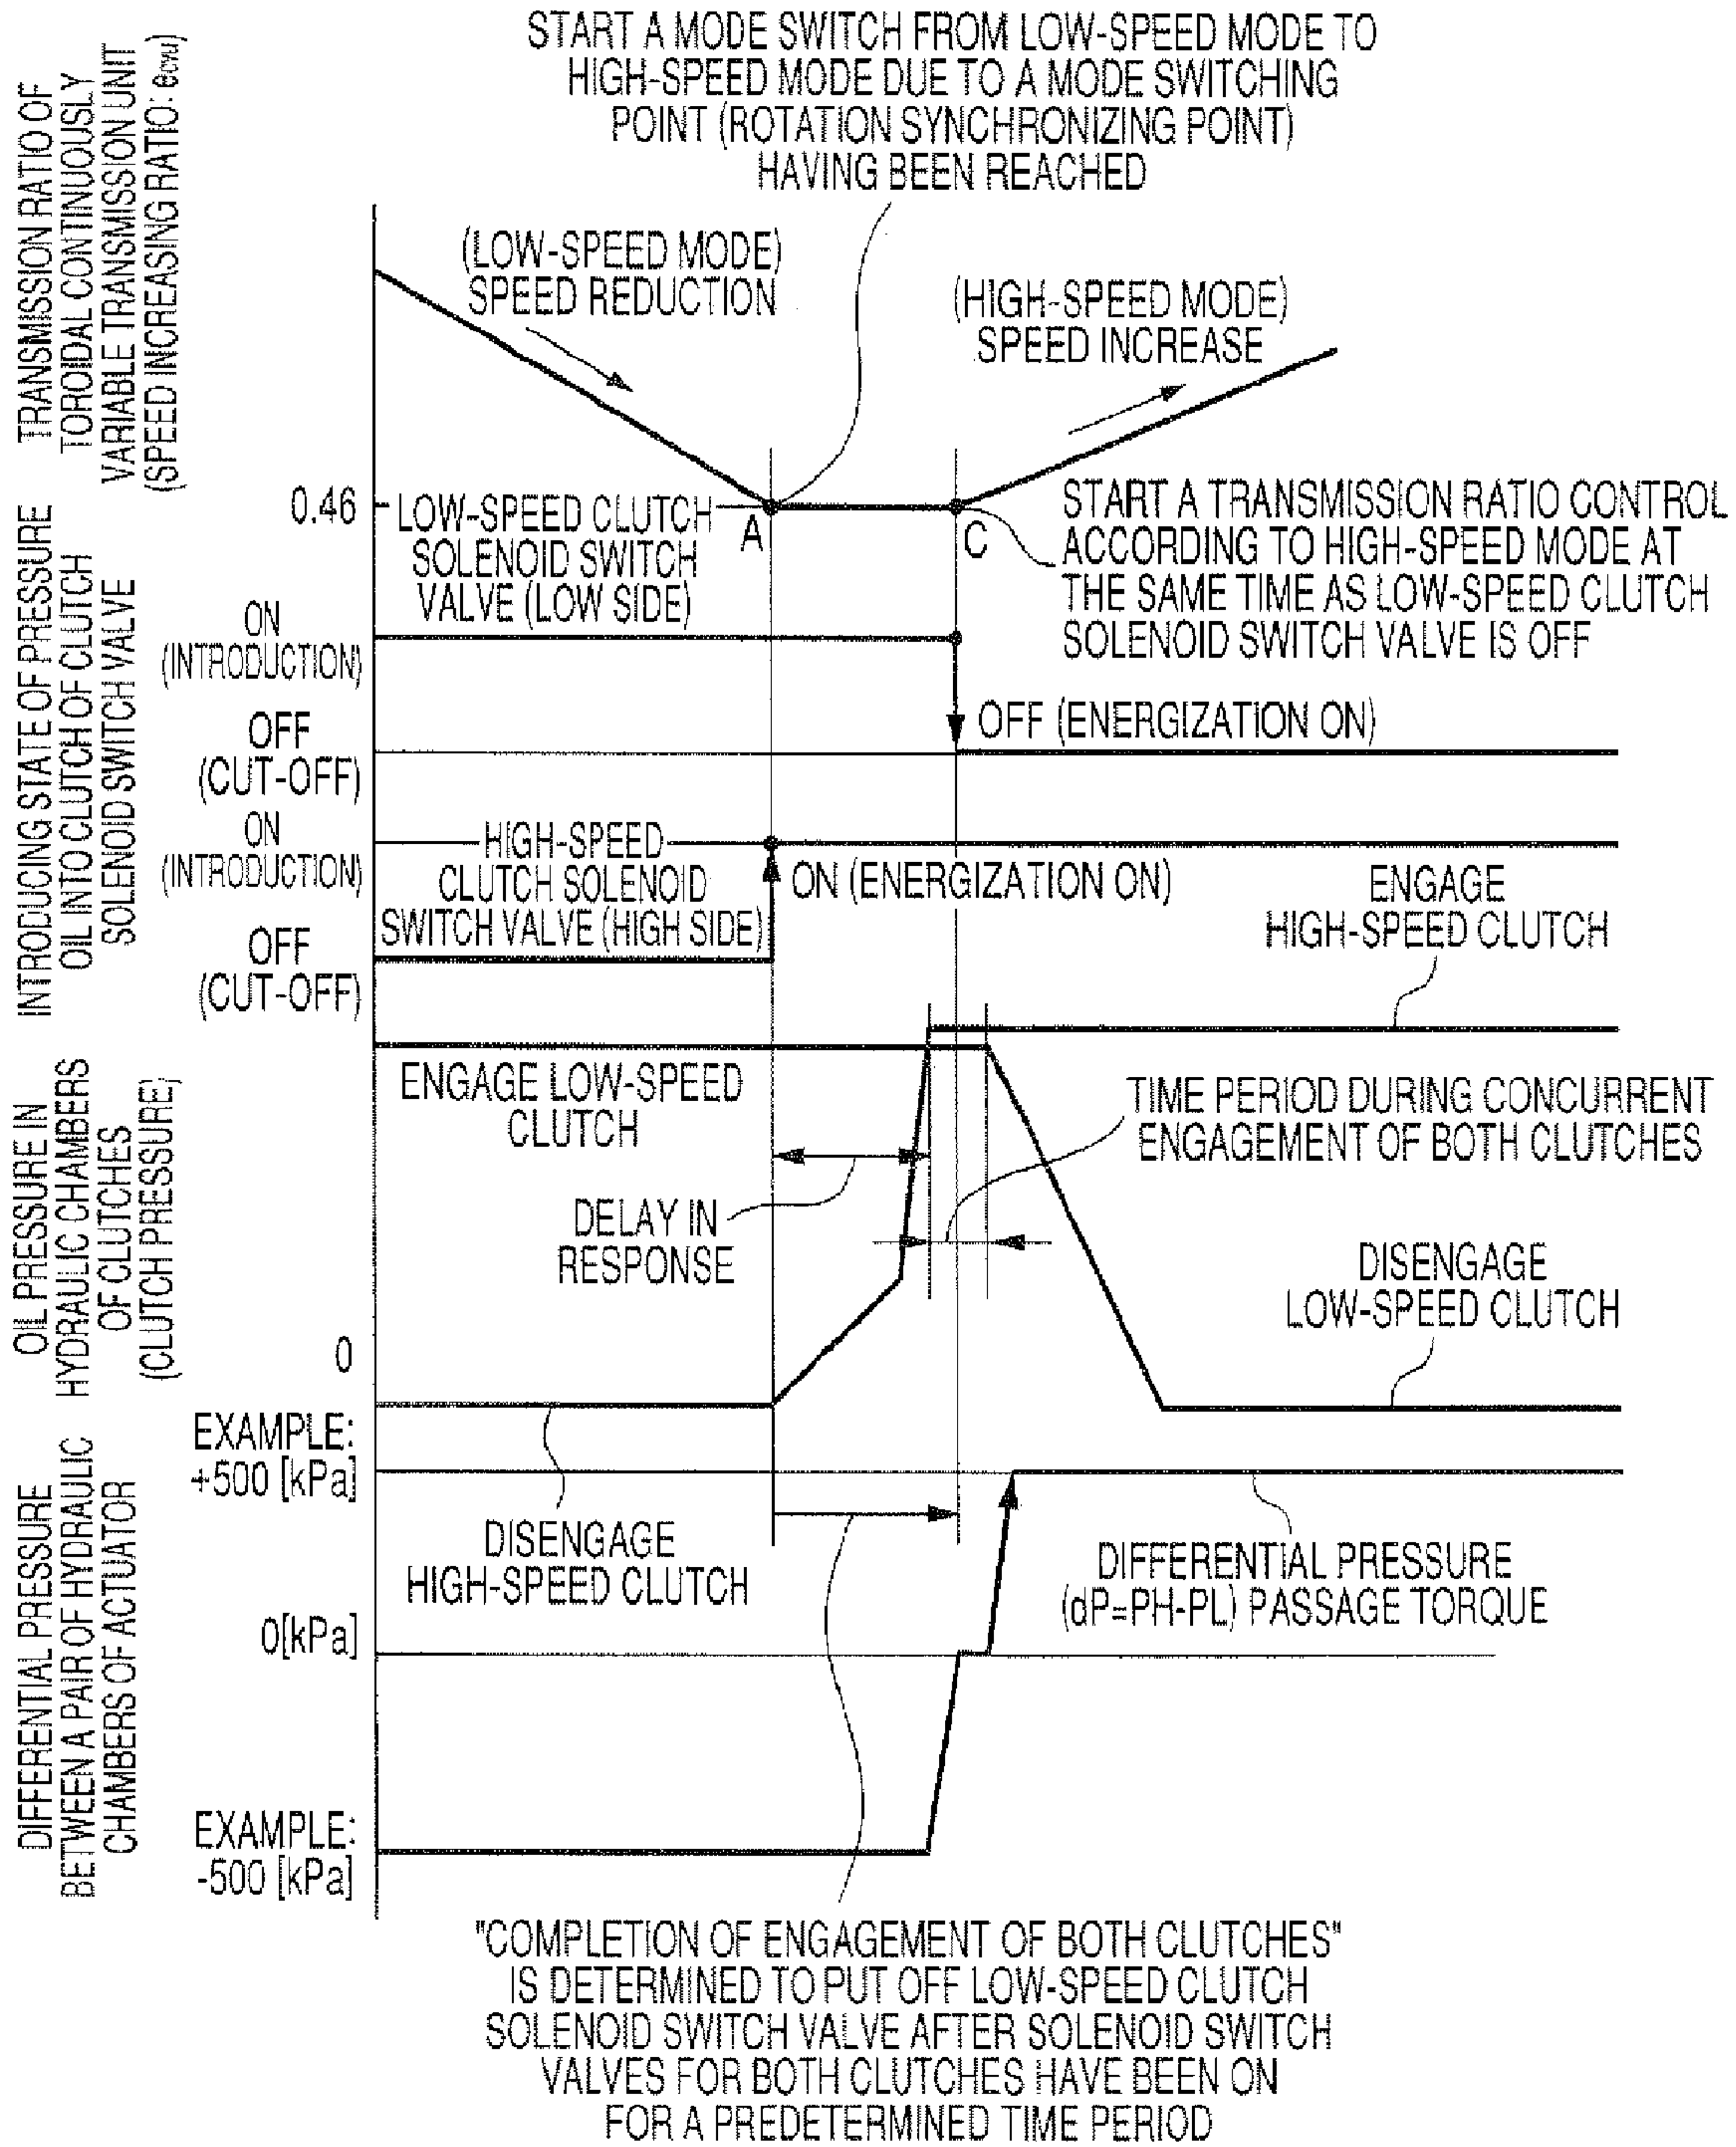 START A MODE SWITCH FROM LOW-SPEED MODE TO
HIGH-SPEED MODE DUE TO A MODE SWITCHING
POINT (ROTATION SYNCHRONIZING POINT)
HAVING BEEN REACHED
TRANSMISSION RATIO OF
TOROIDAL CONTINUOUSLY
VARIABLE TRANSMISSION UNIT
(SPEED INCREASING RATIO: eCVU)
(LOW-SPEED MODE)
SPEED REDUCTION
(HIGH-SPEED MODE)
SPEED INCREASE
0.46
A
C
START A TRANSMISSION RATIO CONTROL
ACCORDING TO HIGH-SPEED MODE AT
THE SAME TIME AS LOW-SPEED CLUTCH
SOLENOID SWITCH VALVE IS OFF
INTRODUCING STATE OF PRESSURE
OIL INTO CLUTCH OF CLUTCH
SOLENOID SWITCH VALVE
LOW-SPEED CLUTCH
SOLENOID SWITCH
VALVE (LOW SIDE)
ON
(INTRODUCTION)
OFF
(CUT-OFF)
OFF (ENERGIZATION ON)
ON
(INTRODUCTION)
OFF
(CUT-OFF)
HIGH-SPEED
CLUTCH SOLENOID
SWITCH VALVE (HIGH SIDE)
ON (ENERGIZATION ON)
ENGAGE
HIGH-SPEED CLUTCH
OIL PRESSURE IN
HYDRAULIC CHAMBERS
OF CLUTCHES
(CLUTCH PRESSURE)
ENGAGE LOW-SPEED
CLUTCH
TIME PERIOD DURING CONCURRENT
ENGAGEMENT OF BOTH CLUTCHES
DELAY IN
RESPONSE
DISENGAGE
LOW-SPEED CLUTCH
0
DIFFERENTIAL PRESSURE
BETWEEN A PAIR OF HYDRAULIC
CHAMBERS OF ACTUATOR
EXAMPLE:
+500 [kPa]
DISENGAGE
HIGH-SPEED CLUTCH
DIFFERENTIAL PRESSURE
(dP=PH-PL) PASSAGE TORQUE
0[kPa]
EXAMPLE:
-500 [kPa]
"COMPLETION OF ENGAGEMENT OF BOTH CLUTCHES"
IS DETERMINED TO PUT OFF LOW-SPEED CLUTCH
SOLENOID SWITCH VALVE AFTER SOLENOID SWITCH
VALVES FOR BOTH CLUTCHES HAVE BEEN ON
FOR A PREDETERMINED TIME PERIOD